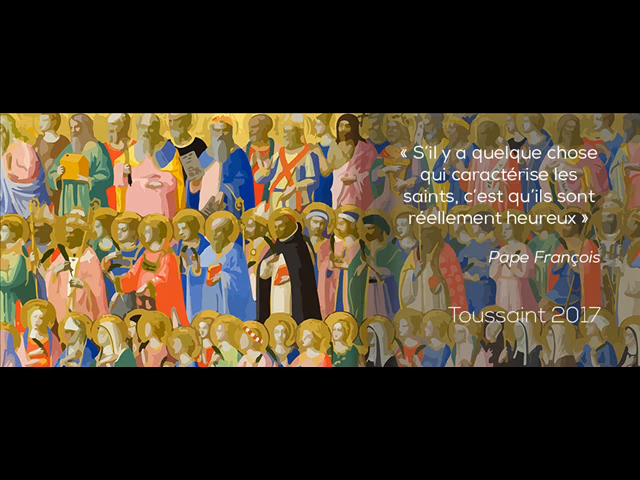 « S'il y a quelque chose
qui caractérise les
saints, c'est qu'ils sont
réellement heureux »
Pape François
Toussaint 2017